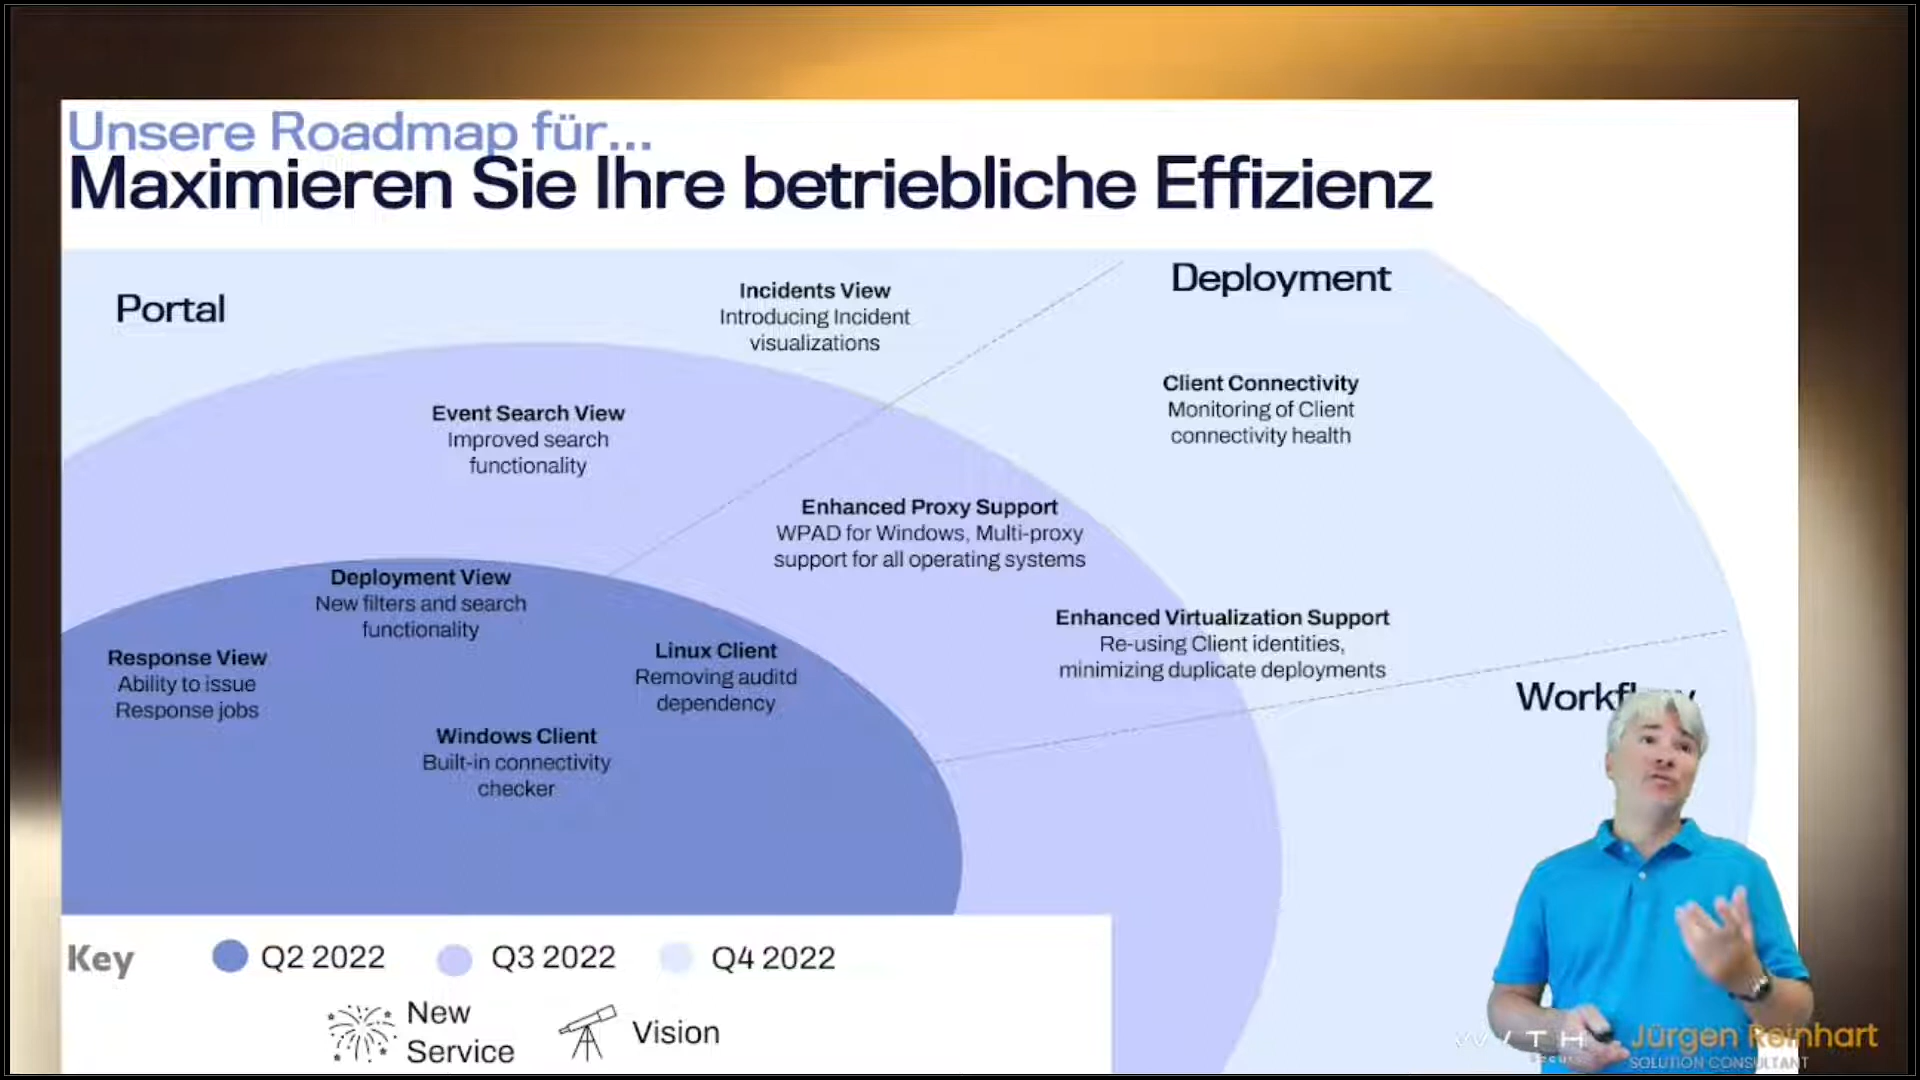 Unsere Roadmap für...
Maximieren Sie Ihre betriebliche Effizienz
Portal
Incidents View
Introducing Incident
visualizations
Deployment
Client Connectivity
Monitoring of Client
connectivity health
Event Search View
Improved search
functionality
Enhanced Proxy Support
WPAD for Windows, Multi-proxy
support for all operating systems
Deployment View
New filters and search
functionality
Enhanced Virtualization Support
Re-using Client identities,
minimizing duplicate deployments
Response View
Ability to issue
Response jobs
Linux Client
Removing auditd
dependency
Windows Client
Built-in connectivity
checker
Key
Q2 2022
Q3 2022
Q4 2022
New
Service
Vision
Jürgen Reinhart
SOLUTION CONSULTANT